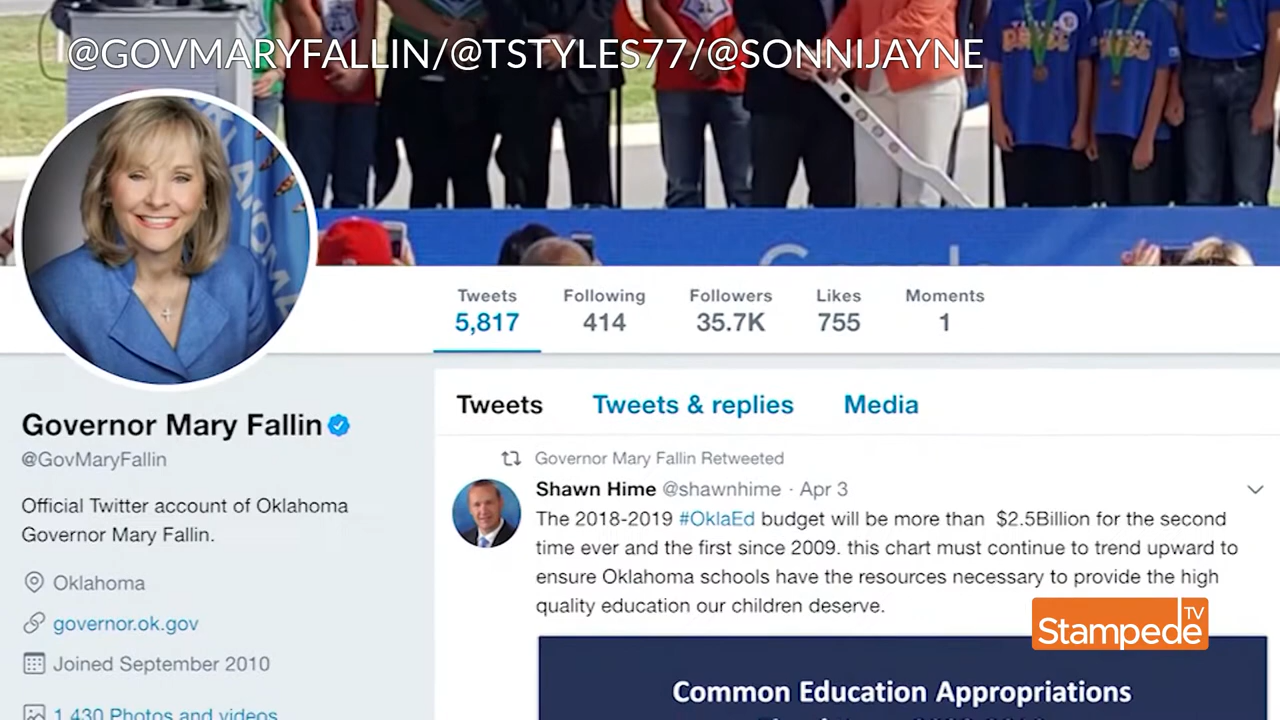 @GOVMARYFALLIN/@TSTYLES77/@SONNIJAYNE
Tweets Following Followers Likes Moments
5,817 414 35.7K 755 1
Tweets Tweets & replies Media
Governor Mary Fallin
@GovMaryFallin
Official Twitter account of Oklahoma
Governor Mary Fallin.
Oklahoma
governor.ok.gov
Joined September 2010
1,430 Photos and videos
Governor Mary Fallin Retweeted
Shawn Hime @shawnhime · Apr 3
The 2018-2019 #OklaEd budget will be more than $2.5Billion for the second
time ever and the first since 2009. this chart must continue to trend upward to
ensure Oklahoma schools have the resources necessary to provide the high
quality education our children deserve.
Stampede TV
Common Education Appropriations